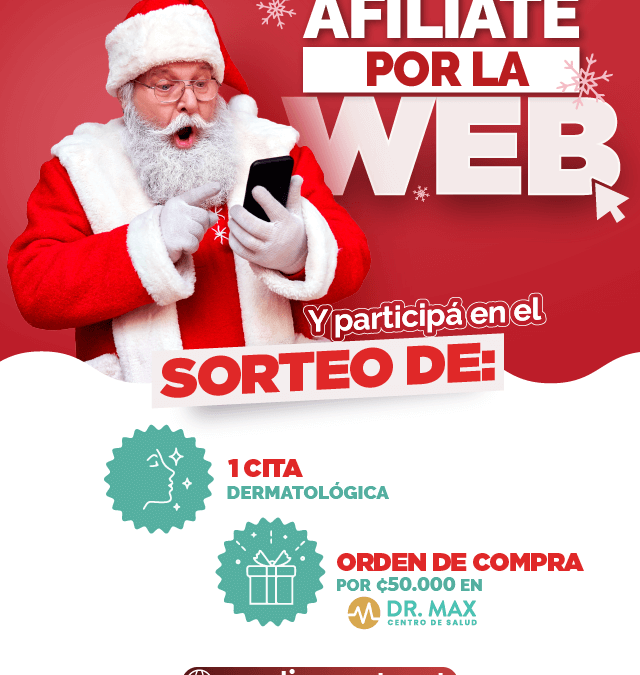 AFILIATE
POR LA
WEB
Y participá en el
SORTEO DE:
1 CITA
DERMATOLÓGICA
ORDEN DE COMPRA
POR ₵50.000 EN
DR. MAX
CENTRO DE SALUD